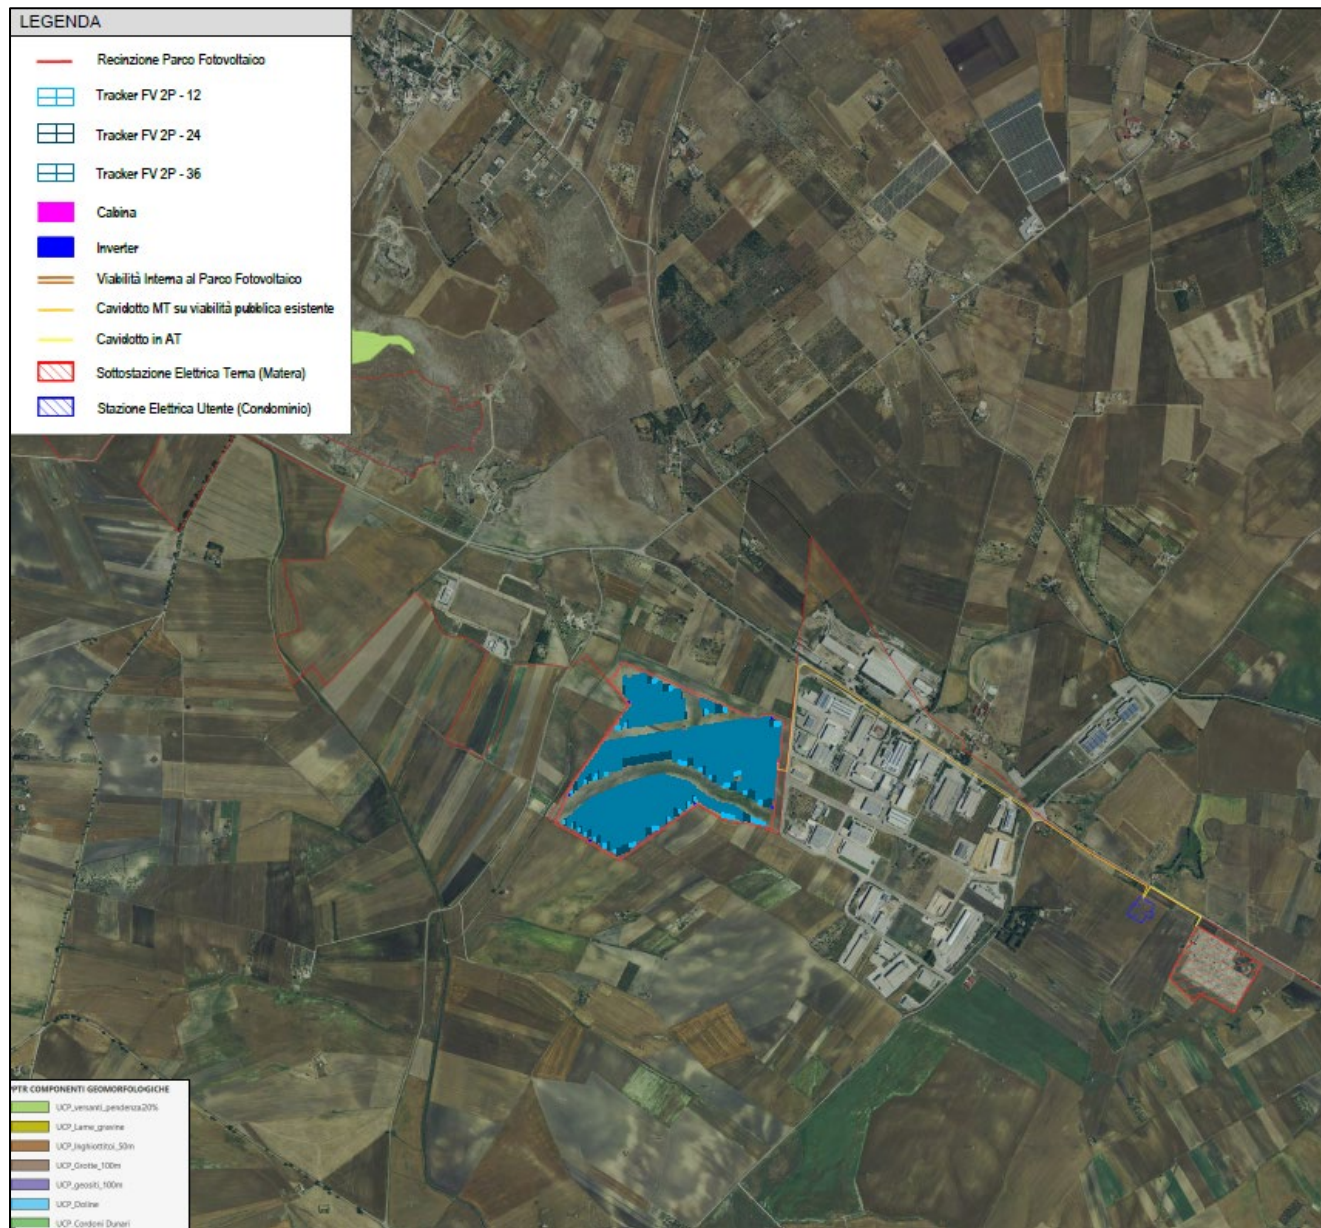 LEGENDA
Recinzione Parco Fotovoltaico
Tracker FV 2P - 12
Tracker FV 2P - 24
Tracker FV 2P - 36
Cabina
Inverter
Viabilità Interna al Parco Fotovoltaico
Cavidotto MT su viabilità pubblica esistente
Cavidotto in AT
Sottostazione Elettrica Terna (Matera)
Stazione Elettrica Utente (Condominio)
PPTR COMPONENTI GEOMORFOLOGICHE
UCP_versanti_pendenza20%
UCP_Lame_gravine
UCP_Inghiottitoi_50m
UCP_Grotte_100m
UCP_geositi_100m
UCP_Doline
UCP_Cordoni Dunari